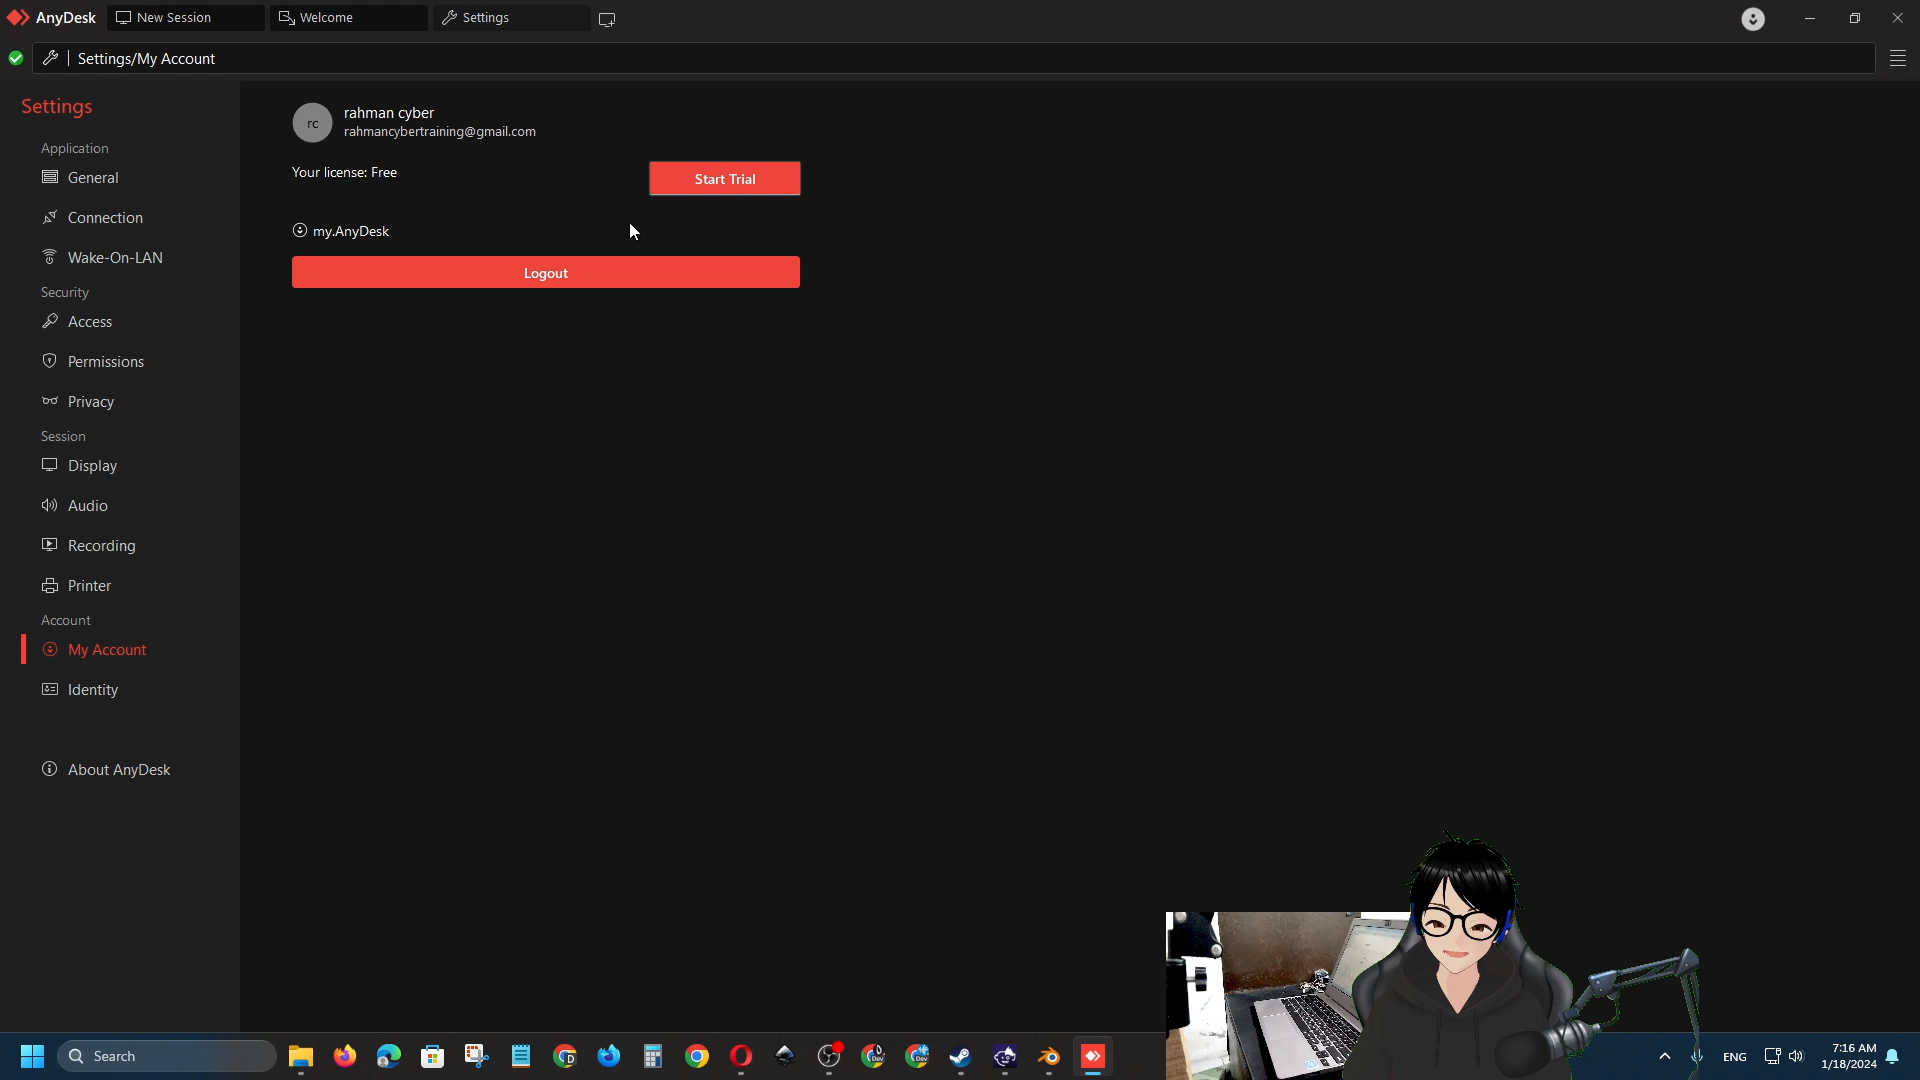 AnyDesk
New Session
Welcome
Settings
Settings/My Account
Settings
Application
General
Connection
Wake-On-LAN
Security
Access
Permissions
Privacy
Session
Display
Audio
Recording
Printer
Account
My Account
Identity
About AnyDesk
rc
rahman cyber
rahmancybertraining@gmail.com
Your license: Free
Start Trial
my.AnyDesk
Logout
Search
Dev
Dev
ENG
7:16 AM
1/18/2024